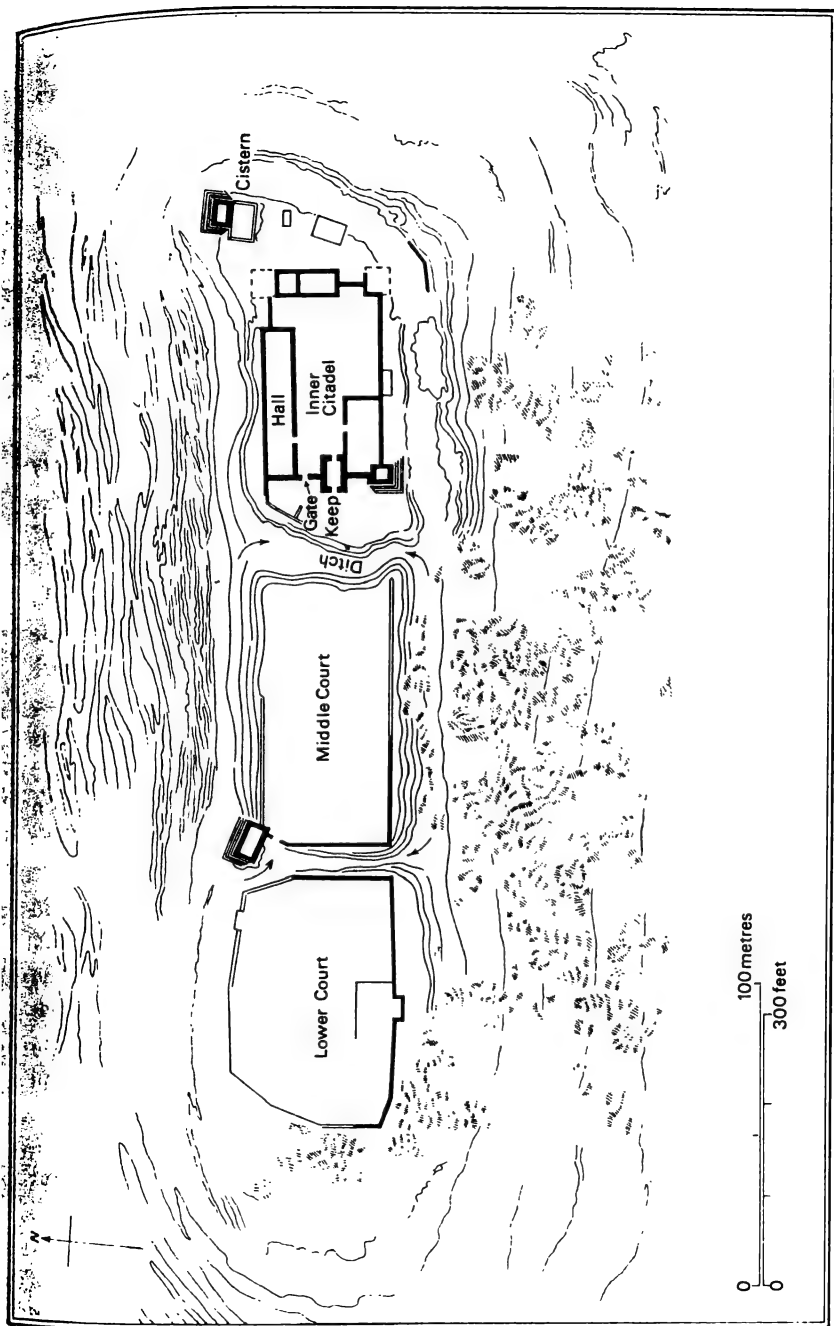 N
Lower Court
Middle Court
Ditch
Gate
Keep
Hall
Inner
Citadel
Cistern
0 100 metres
0 300 feet